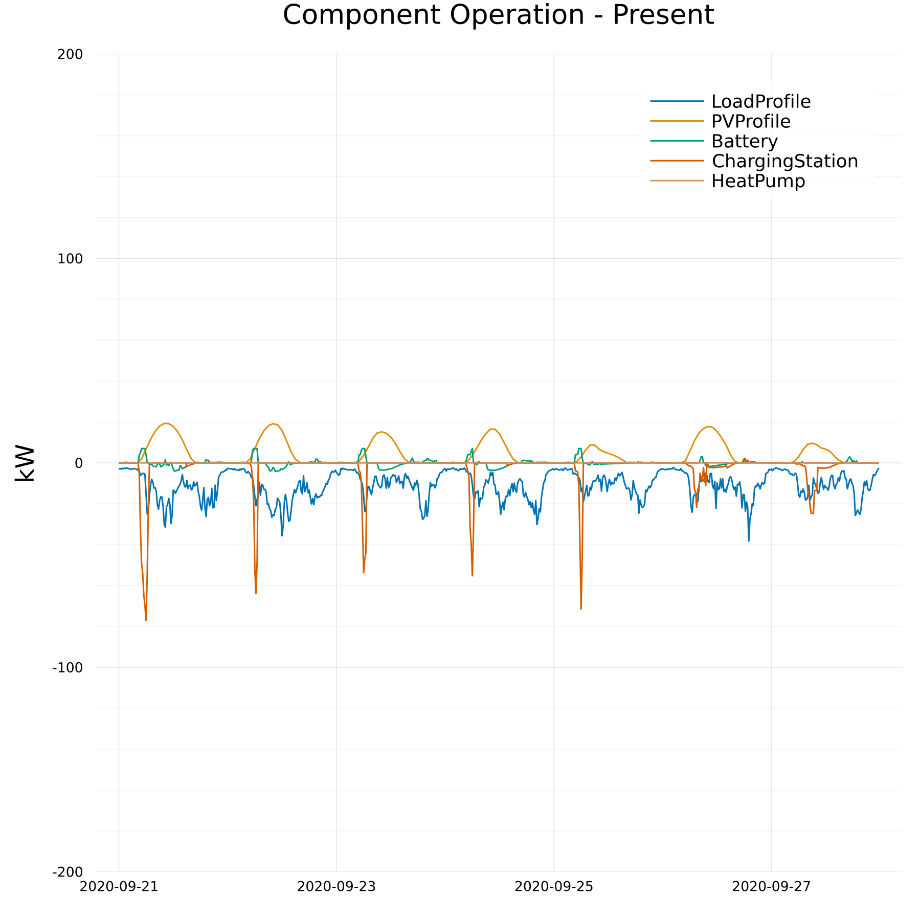 Component Operation - Present
200
LoadProfile
PVProfile
Battery
ChargingStation
HeatPump
100
kW
0
-100
-200
2020-09-21 2020-09-23 2020-09-25 2020-09-27